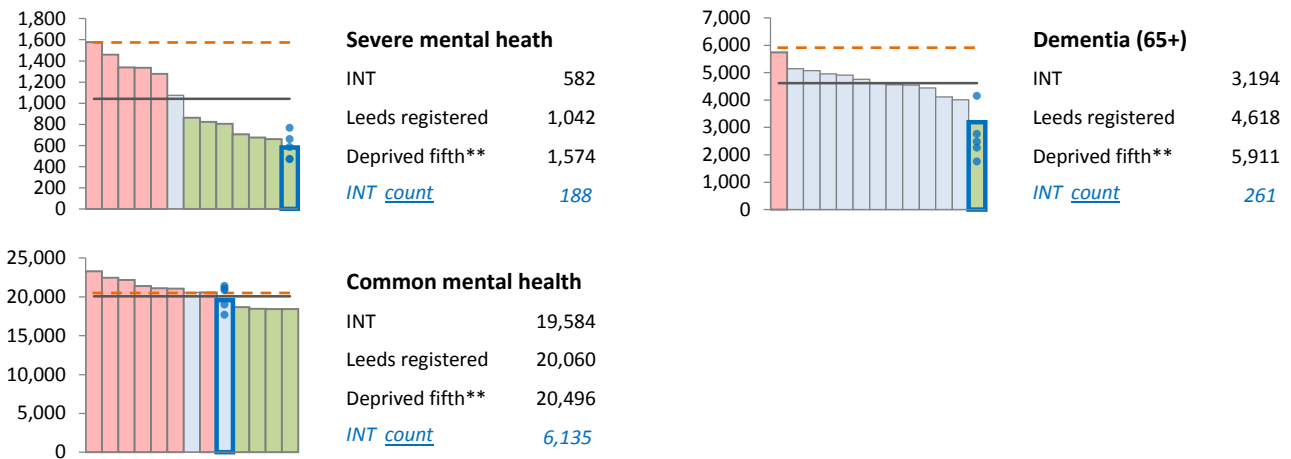 1,800
1,600
1,400
1,200
1,000
800
600
400
200
0
Severe mental heath
INT 582
Leeds registered 1,042
Deprived fifth** 1,574
INT count 188
7,000
6,000
5,000
4,000
3,000
2,000
1,000
0
Dementia (65+)
INT 3,194
Leeds registered 4,618
Deprived fifth** 5,911
INT count 261
25,000
20,000
15,000
10,000
5,000
0
Common mental health
INT 19,584
Leeds registered 20,060
Deprived fifth** 20,496
INT count 6,135